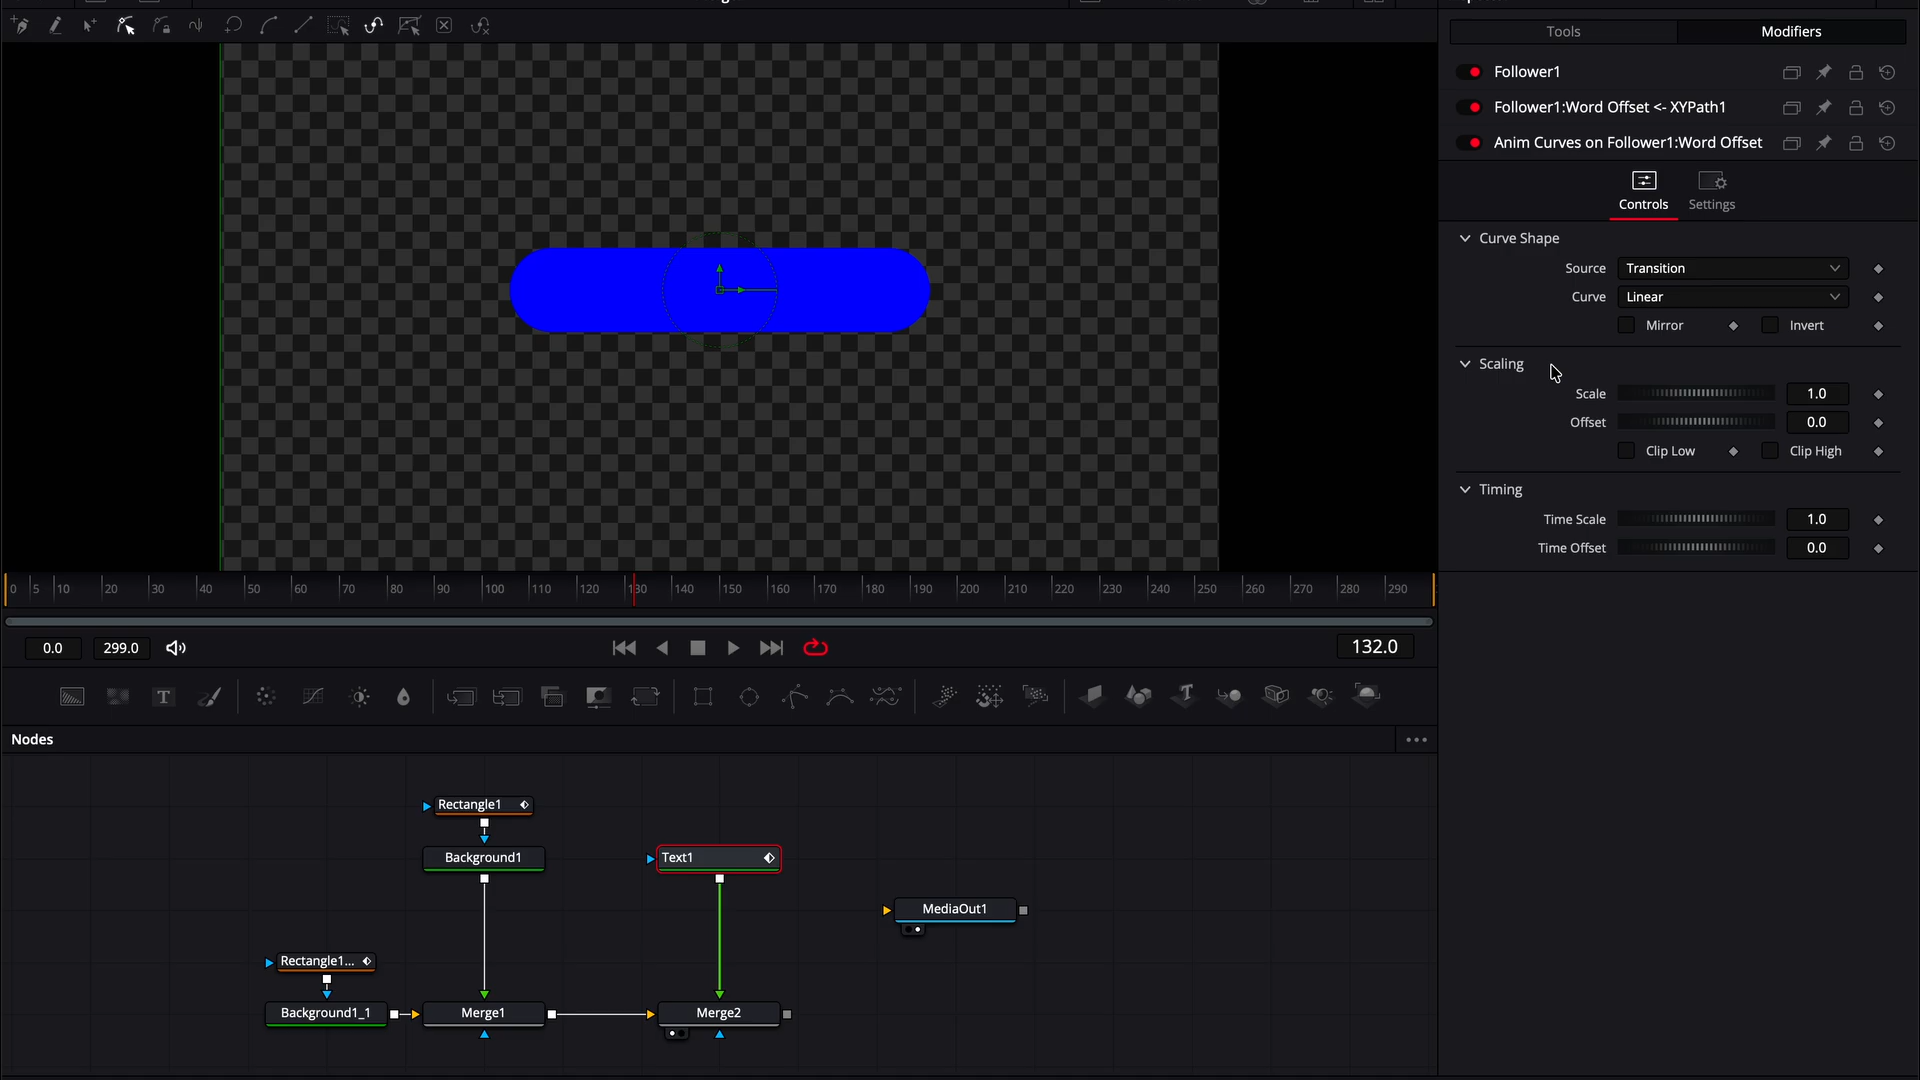 Tools
Modifiers
Follower1
Follower1:Word Offset <- XYPath1
Anim Curves on Follower1:Word Offset
Controls
Settings
Curve Shape
Source
Transition
Curve
Linear
Mirror
Invert
Scaling
Scale
1.0
Offset
0.0
Clip Low
Clip High
Timing
Time Scale
1.0
Time Offset
0.0
0 5 10 20 30 40 50 60 70 80 90 100 110 120 130 140 150 160 170 180 190 200 210 220 230 240 250 260 270 280 290
0.0
299.0
132.0
Nodes
Rectangle1
Background1
Text1
MediaOut1
Rectangle1...
Background1_1
Merge1
Merge2